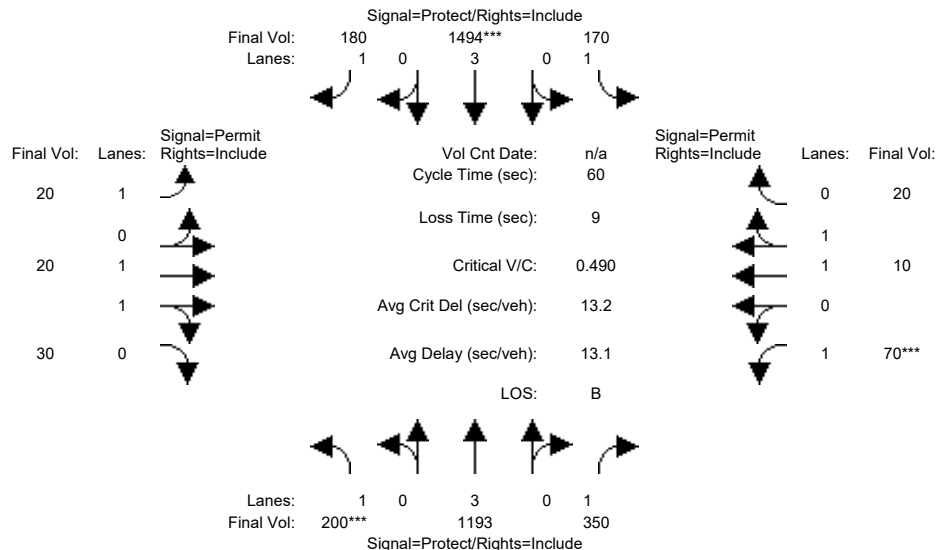 Signal=Protect/Rights=Include
Final Vol: 180 1494*** 170
Lanes: 1 0 3 0 1
Signal=Permit
Final Vol: Lanes: Rights=Include
Vol Cnt Date: n/a
Signal=Permit
Rights=Include Lanes: Final Vol:
Cycle Time (sec): 60
20 1
0 20
Loss Time (sec): 9
0
1
20 1
Critical V/C: 0.490
1 10
1
Avg Crit Del (sec/veh): 13.2
0
30 0
Avg Delay (sec/veh): 13.1
1 70***
LOS: B
Lanes: 1 0 3 0 1
Final Vol: 200*** 1193 350
Signal=Protect/Rights=Include